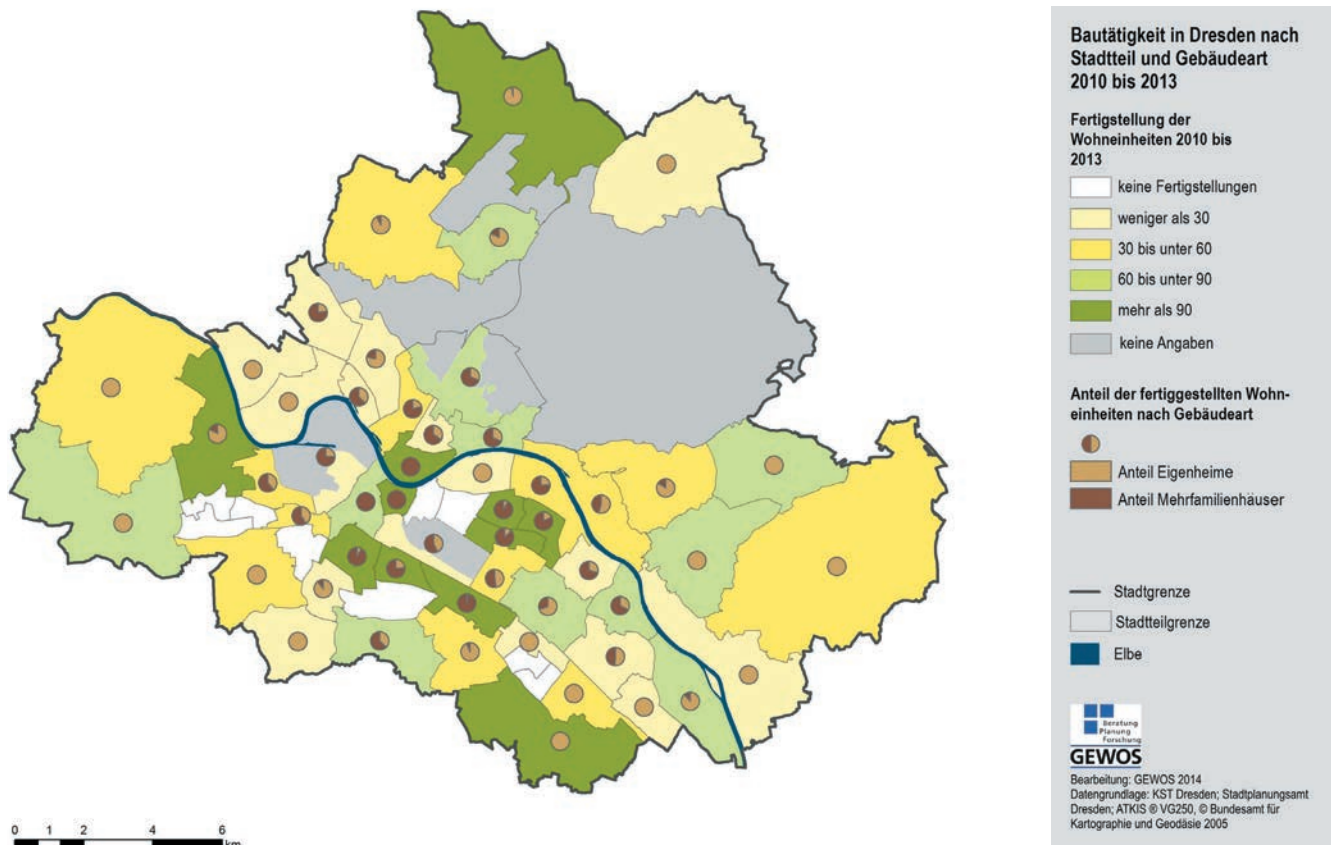 Bautätigkeit in Dresden nach
Stadtteil und Gebäudeart
2010 bis 2013
Fertigstellung der
Wohneinheiten 2010 bis
2013
keine Fertigstellungen
weniger als 30
30 bis unter 60
60 bis unter 90
mehr als 90
keine Angaben
Anteil der fertiggestellten Wohn-
einheiten nach Gebäudeart
Anteil Eigenheime
Anteil Mehrfamilienhäuser
Stadtgrenze
Stadtteilgrenze
Elbe
Beratung
Planung
Forschung
GEWOS
Bearbeitung: GEWOS 2014
Datengrundlage: KST Dresden; Stadtplanungsamt
Dresden; ATKIS ® VG250, © Bundesamt für
Kartographie und Geodäsie 2005
0 1 2 4 6
km